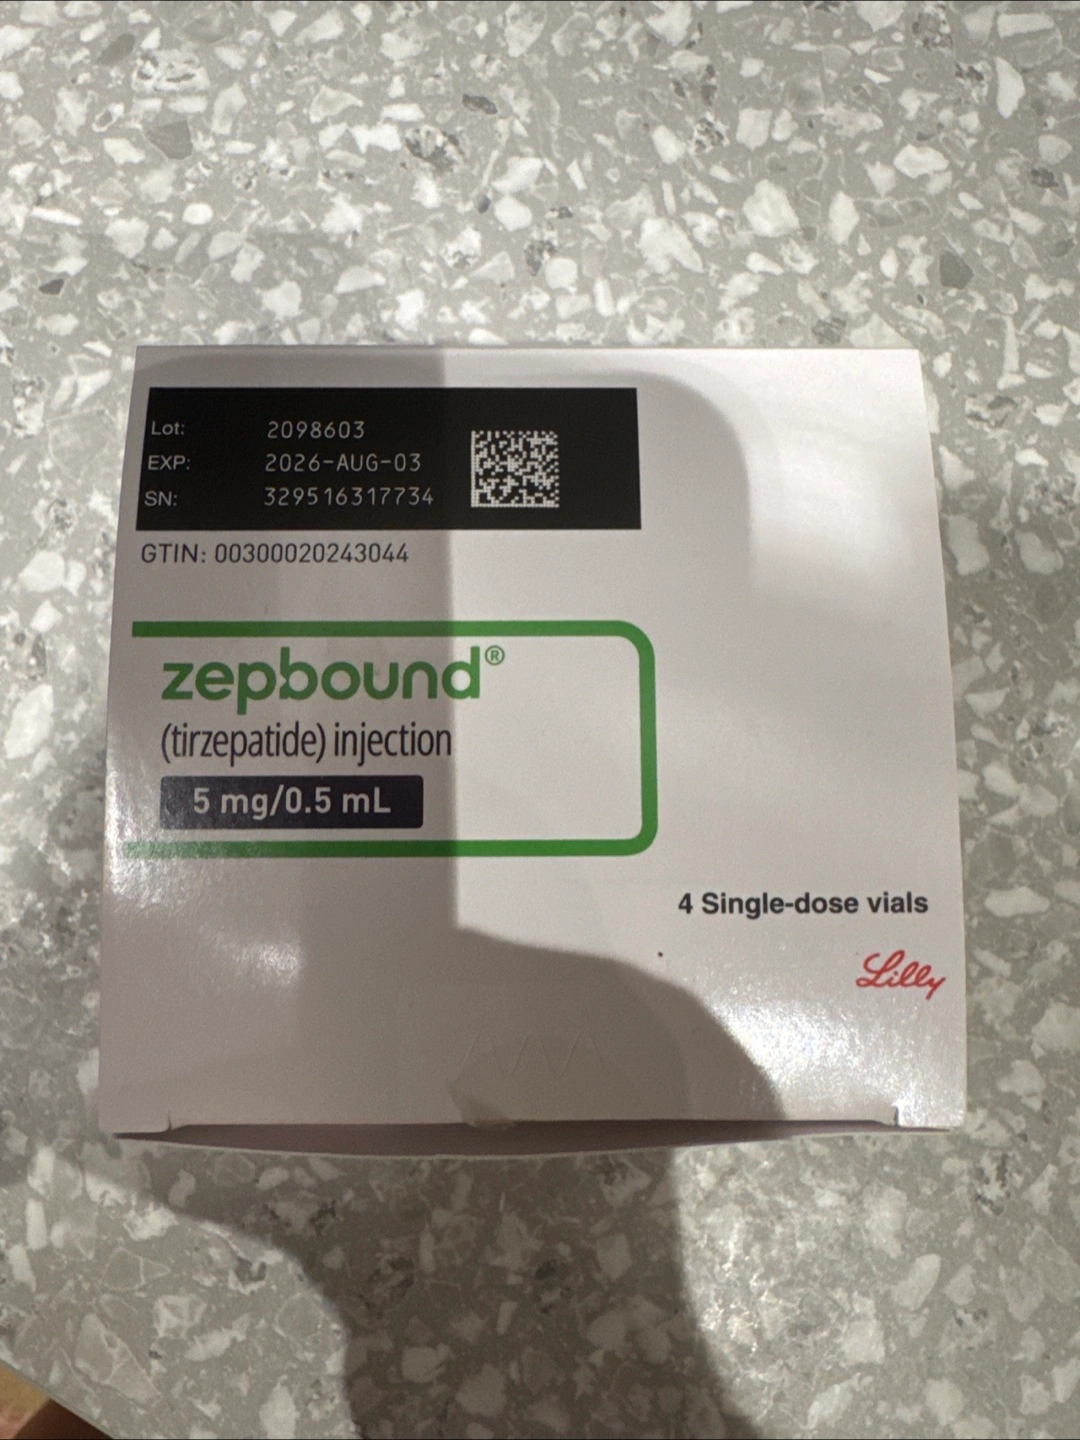 Lot: 2098603
EXP: 2026-AUG-03
SN: 329516317734
GTIN: 00300020243044
zepbound®
(tirzepatide) injection
5 mg/0.5 mL
4 Single-dose vials
Lilly